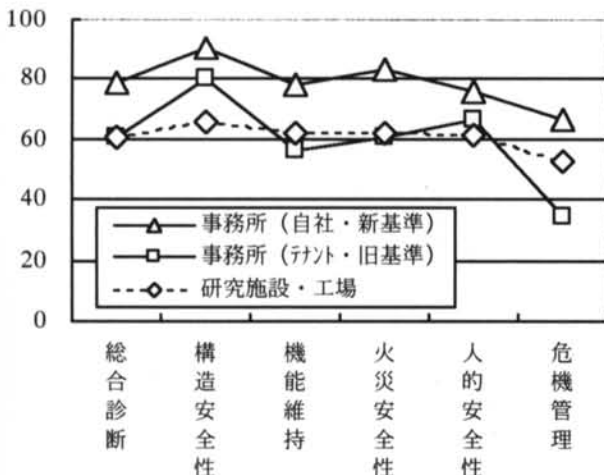 100
80
60
40
20
0
事務所（自社・新基準）
事務所（ﾃﾅﾝﾄ・旧基準）
研究施設・工場
総合診断
構造安全性
機能維持
火災安全性
人的安全性
危機管理